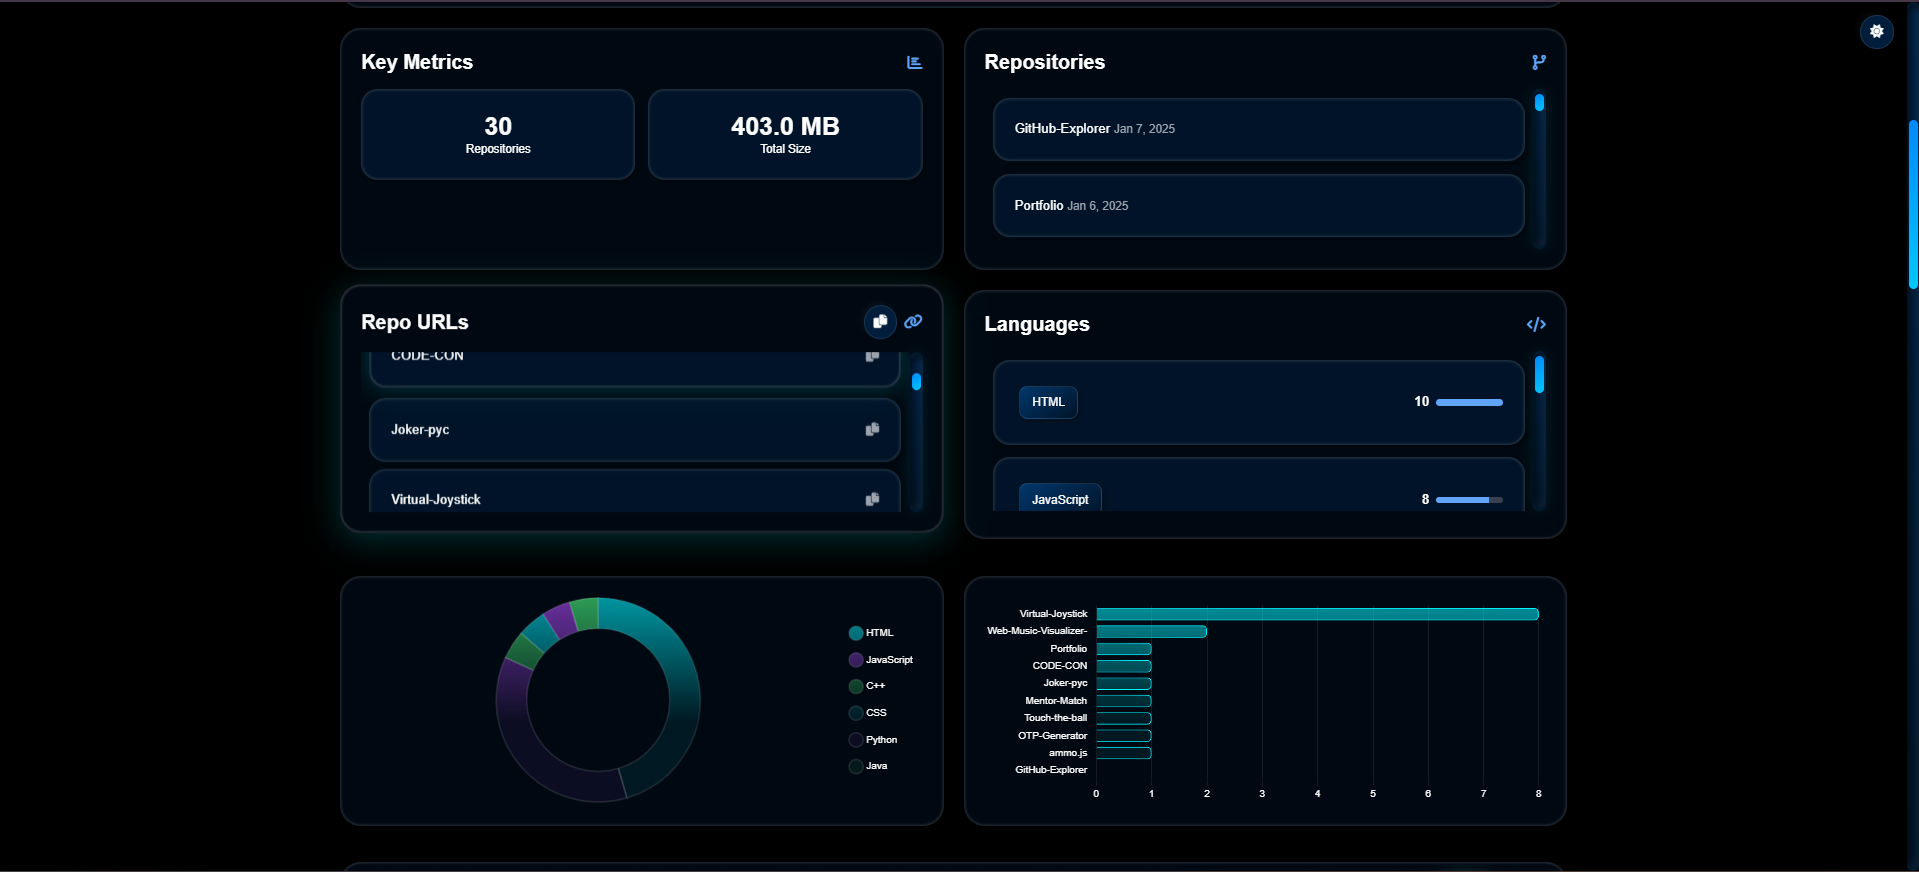 Key Metrics
30
Repositories
403.0 MB
Total Size
Repositories
GitHub-Explorer Jan 7, 2025
Portfolio Jan 6, 2025
Repo URLs
CODE-CON
Joker-pyc
Virtual-Joystick
Languages
HTML
10
JavaScript
8
HTML
JavaScript
C++
CSS
Python
Java
Virtual-Joystick
Web-Music-Visualizer-
Portfolio
CODE-CON
Joker-pyc
Mentor-Match
Touch-the-ball
OTP-Generator
ammo.js
GitHub-Explorer
0 1 2 3 4 5 6 7 8